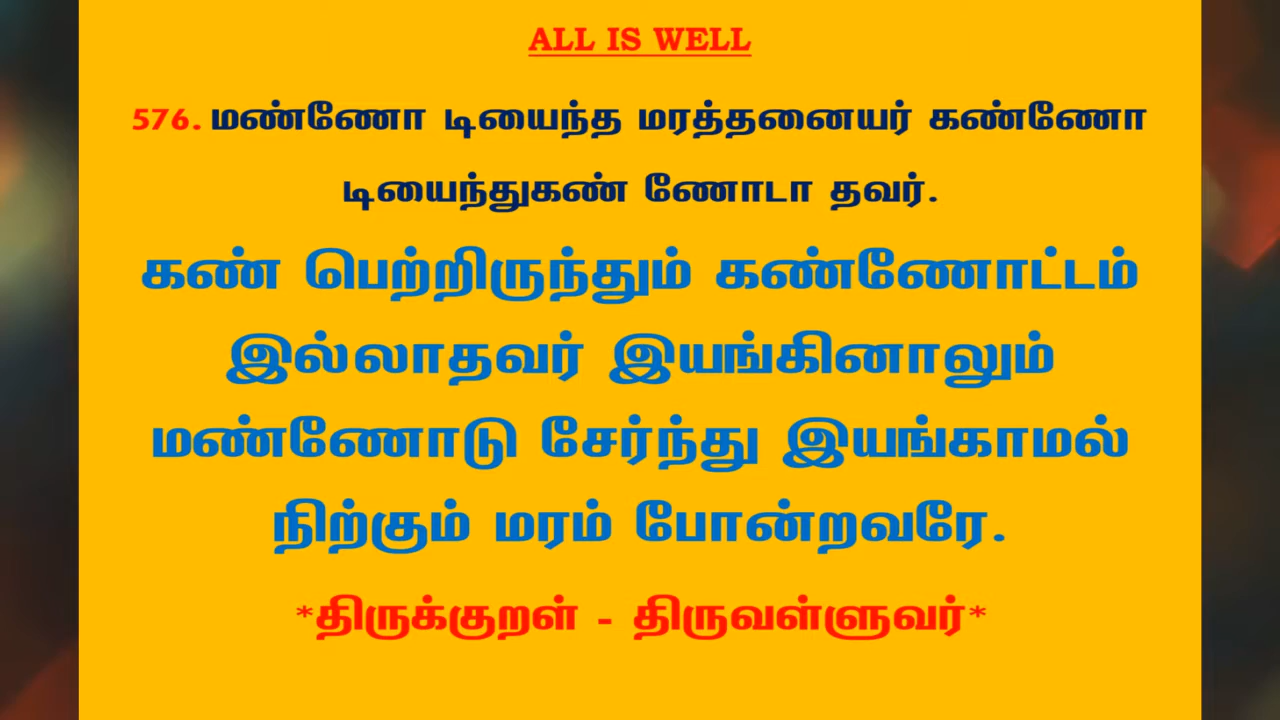 ALL IS WELL
576. மண்ணோ டியைந்த மரத்தனையர் கண்ணோ
டியைந்துகண் ணோடா தவர்.
கண் பெற்றிருந்தும் கண்ணோட்டம்
இல்லாதவர் இயங்கினாலும்
மண்ணோடு சேர்ந்து இயங்காமல்
நிற்கும் மரம் போன்றவரே.
*திருக்குறள் - திருவள்ளுவர்*